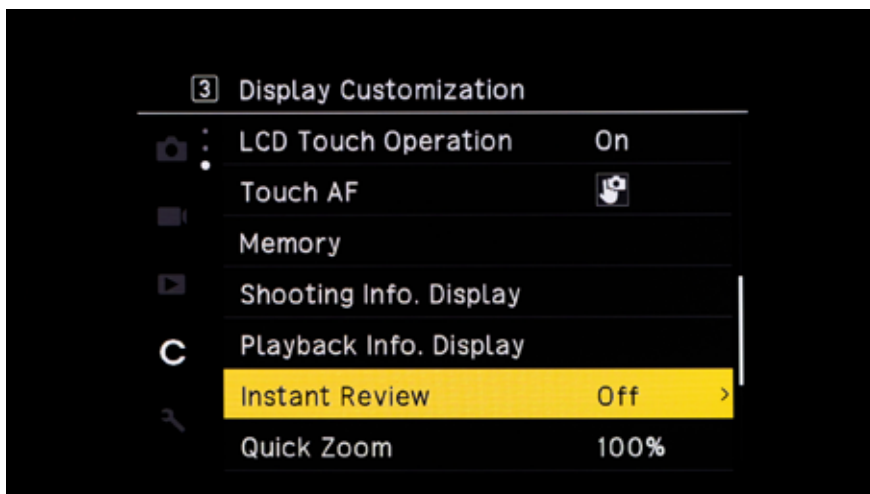 3 Display Customization
LCD Touch Operation On
Touch AF
Memory
Shooting Info. Display
Playback Info. Display
C
Instant Review Off >
Quick Zoom 100%